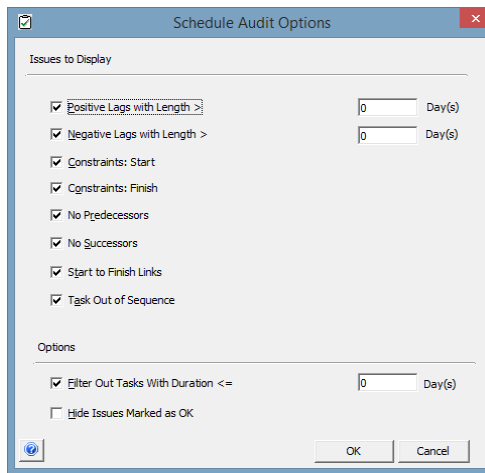 Schedule Audit Options
Issues to Display
Positive Lags with Length > 0 Day(s)
Negative Lags with Length > 0 Day(s)
Constraints: Start
Constraints: Finish
No Predecessors
No Successors
Start to Finish Links
Task Out of Sequence
Options
Filter Out Tasks With Duration <= 0 Day(s)
Hide Issues Marked as OK
OK Cancel